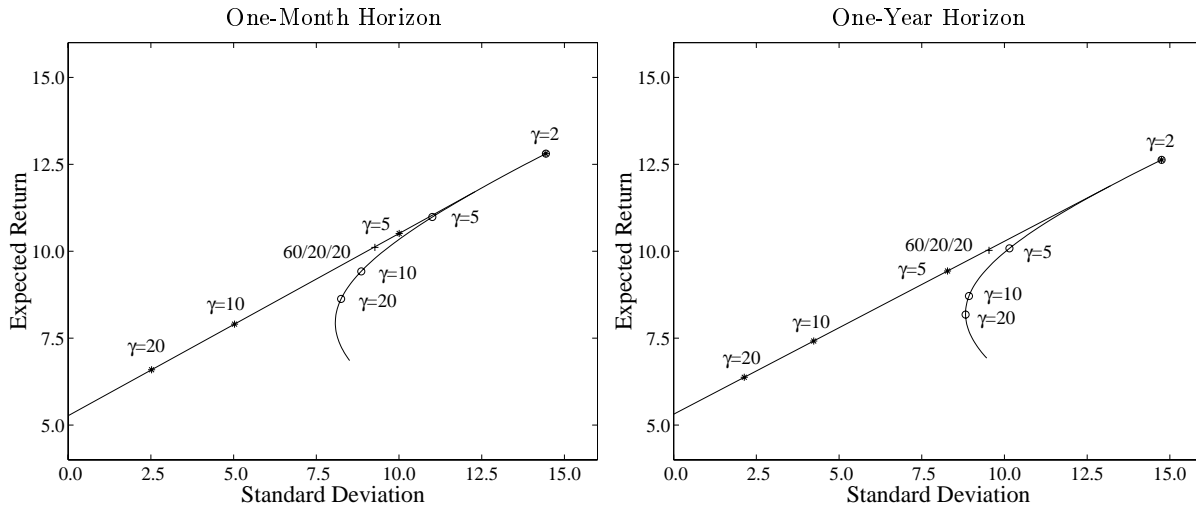 One-Month Horizon
Expected Return
15.0
12.5
10.0
7.5
5.0
γ=2
γ=5
γ=5
60/20/20
γ=10
γ=20
γ=10
γ=20
0.0 2.5 5.0 7.5 10.0 12.5 15.0
Standard Deviation
One-Year Horizon
Expected Return
15.0
12.5
10.0
7.5
5.0
γ=2
60/20/20
γ=5
γ=5
γ=10
γ=20
γ=10
γ=20
0.0 2.5 5.0 7.5 10.0 12.5 15.0
Standard Deviation